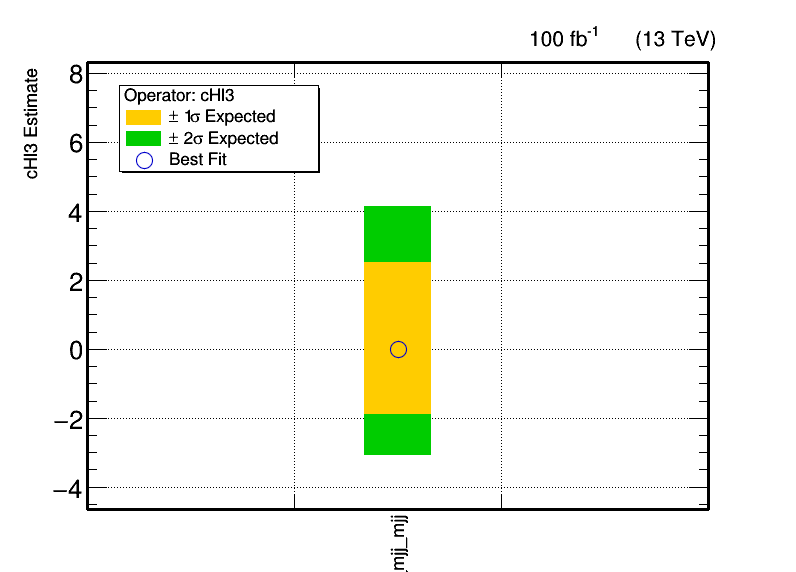 100 fb-1 (13 TeV)
cHl3 Estimate
8
6
4
2
0
−2
−4
Operator: cHl3
± 1σ Expected
± 2σ Expected
Best Fit
_mjj_mjj